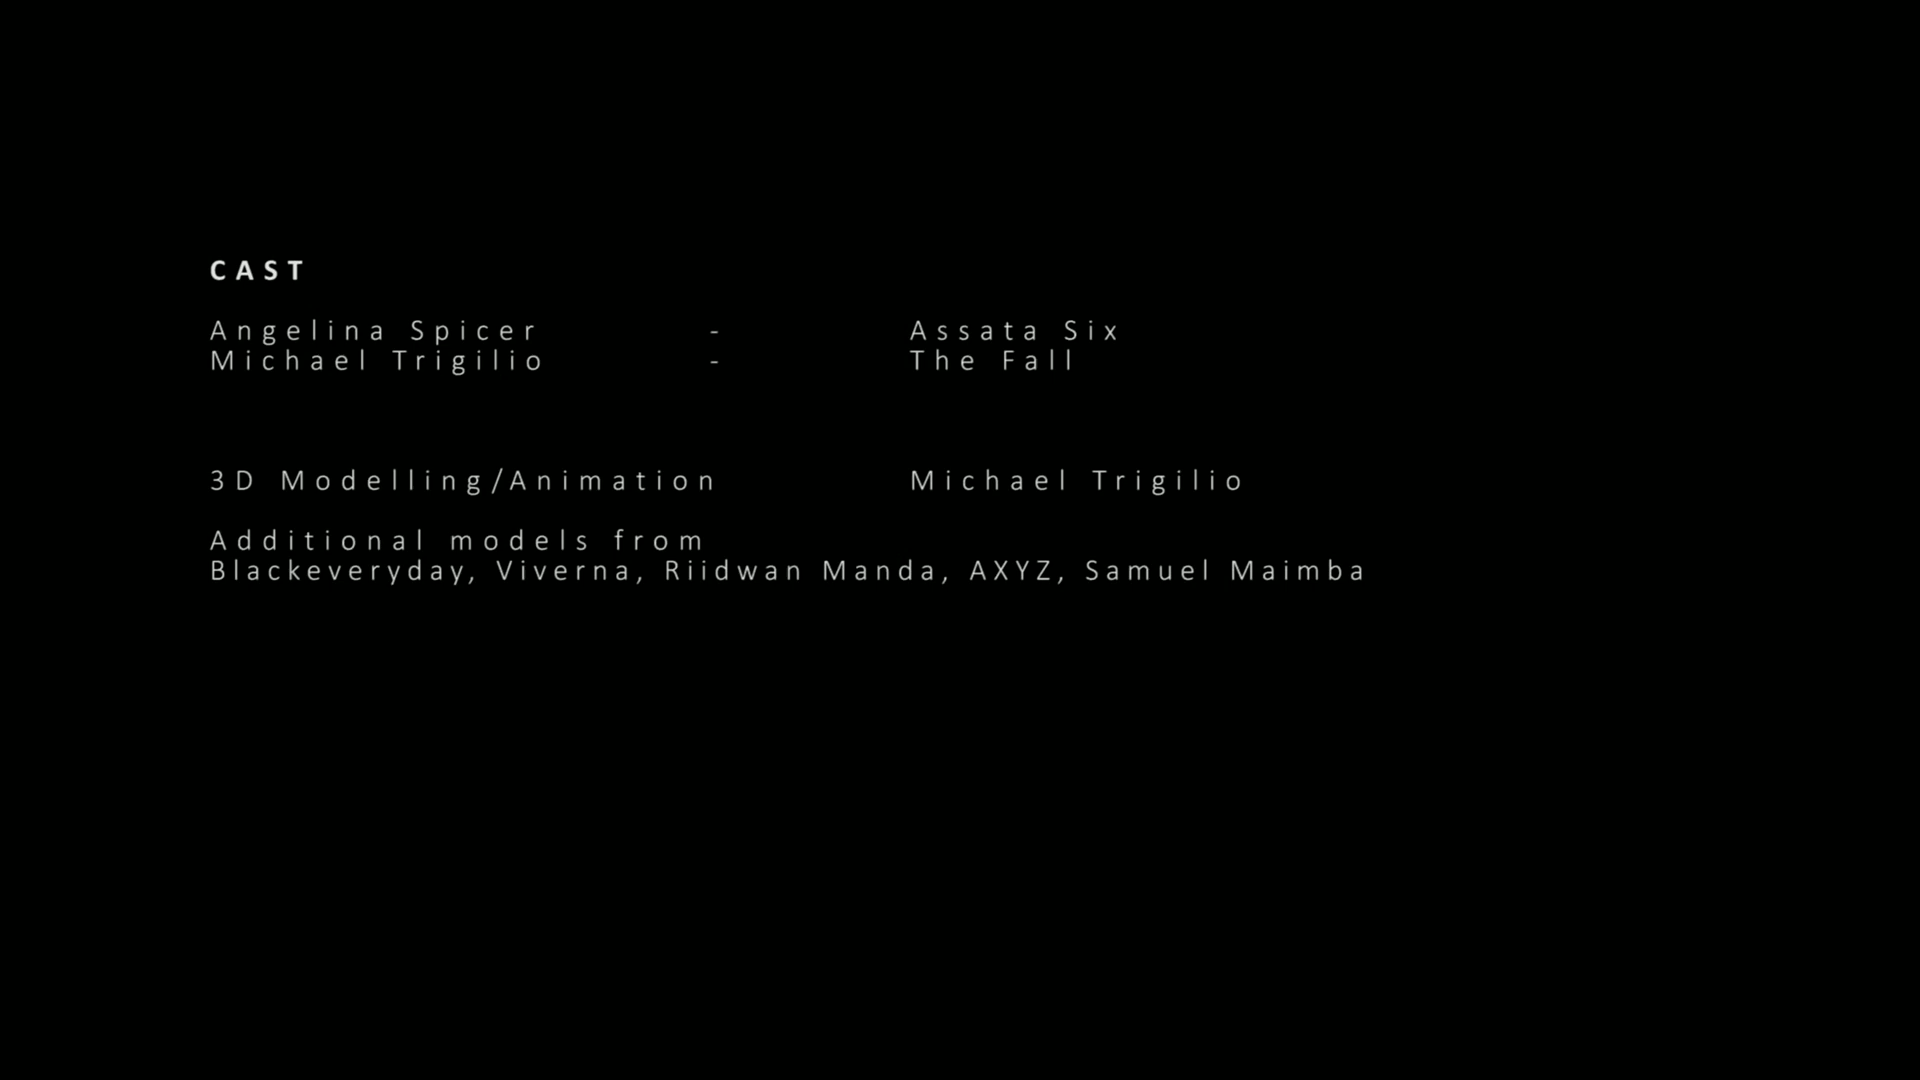 CAST
Angelina Spicer - Assata Six
Michael Trigilio - The Fall
3D Modelling/Animation Michael Trigilio
Additional models from
Blackeveryday, Viverna, Riidwan Manda, AXYZ, Samuel Maimba